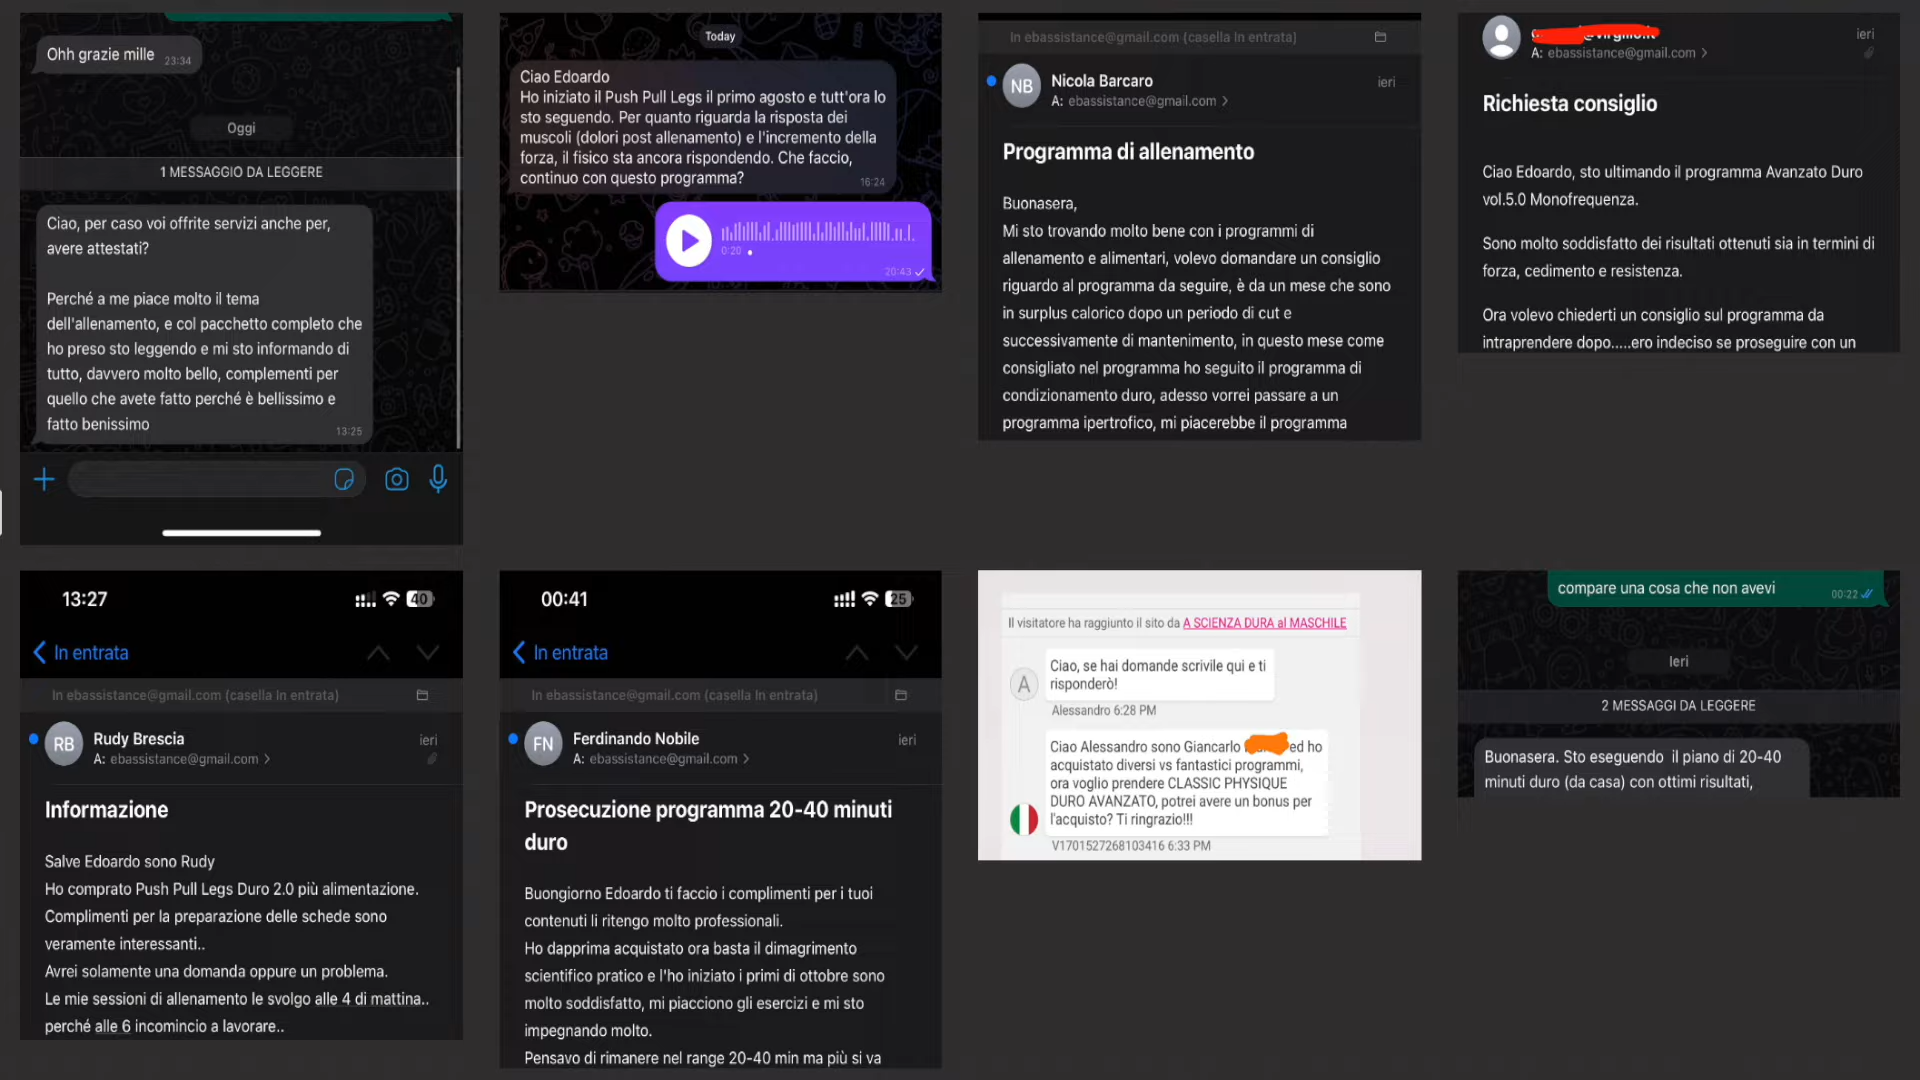 Ohh grazie mille 23:34
Oggi
1 MESSAGGIO DA LEGGERE
Ciao, per caso voi offrite servizi anche per,
avere attestati?
Perché a me piace molto il tema
dell'allenamento, e col pacchetto completo che
ho preso sto leggendo e mi sto informando di
tutto, davvero molto bello, complementi per
quello che avete fatto perché è bellissimo e
fatto benissimo
13:25
Today
Ciao Edoardo
Ho iniziato il Push Pull Legs il primo agosto e tutt'ora lo
sto seguendo. Per quanto riguarda la risposta dei
muscoli (dolori post allenamento) e l'incremento della
forza, il fisico sta ancora rispondendo. Che faccio,
continuo con questo programma?
16:24
0:20
20:43
In ebassistance@gmail.com (casella In entrata)
NB
Nicola Barcaro
ieri
A: ebassistance@gmail.com
Programma di allenamento
Buonasera,
Mi sto trovando molto bene con i programmi di
allenamento e alimentari, volevo domandare un consiglio
riguardo al programma da seguire, è da un mese che sono
in surplus calorico dopo un periodo di cut e
successivamente di mantenimento, in questo mese come
consigliato nel programma ho seguito il programma di
condizionamento duro, adesso vorrei passare a un
programma ipertrofico, mi piacerebbe il programma
ieri
A: ebassistance@gmail.com
Richiesta consiglio
Ciao Edoardo, sto ultimando il programma Avanzato Duro
vol.5.0 Monofrequenza.
Sono molto soddisfatto dei risultati ottenuti sia in termini di
forza, cedimento e resistenza.
Ora volevo chiederti un consiglio sul programma da
intraprendere dopo.....ero indeciso se proseguire con un
13:27
40
In entrata
In ebassistance@gmail.com (casella In entrata)
RB
Rudy Brescia
ieri
A: ebassistance@gmail.com
Informazione
Salve Edoardo sono Rudy
Ho comprato Push Pull Legs Duro 2.0 più alimentazione.
Complimenti per la preparazione delle schede sono
veramente interessanti..
Avrei solamente una domanda oppure un problema.
Le mie sessioni di allenamento le svolgo alle 4 di mattina..
perché alle 6 incomincio a lavorare..
00:41
25
In entrata
In ebassistance@gmail.com (casella In entrata)
FN
Ferdinando Nobile
ieri
A: ebassistance@gmail.com
Prosecuzione programma 20-40 minuti
duro
Buongiorno Edoardo ti faccio i complimenti per i tuoi
contenuti li ritengo molto professionali.
Ho dapprima acquistato ora basta il dimagrimento
scientifico pratico e l'ho iniziato i primi di ottobre sono
molto soddisfatto, mi piacciono gli esercizi e mi sto
impegnando molto.
Pensavo di rimanere nel range 20-40 min ma più si va
Il visitatore ha raggiunto il sito da A SCIENZA DURA al MASCHILE
A
Ciao, se hai domande scrivile qui e ti
risponderò!
Alessandro 6:28 PM
Ciao Alessandro sono Giancarlo ed ho
acquistato diversi vs fantastici programmi,
ora voglio prendere CLASSIC PHYSIQUE
DURO AVANZATO, potrei avere un bonus per
l'acquisto? Ti ringrazio!!!
V1701527268103416 6:33 PM
compare una cosa che non avevi
00:22
Ieri
2 MESSAGGI DA LEGGERE
Buonasera. Sto eseguendo il piano di 20-40
minuti duro (da casa) con ottimi risultati,